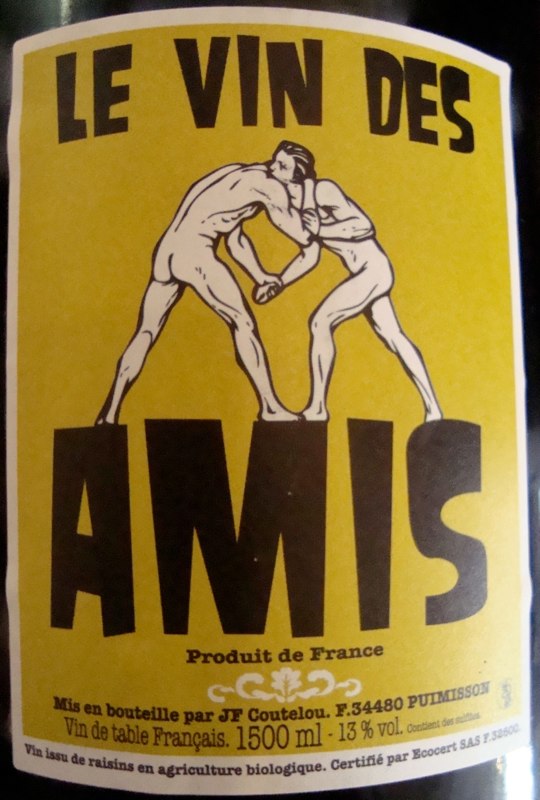 LE VIN DES
AMIS
Produit de France
Mis en bouteille par JF Coutelou. F.34480 PUIMISSON
Vin de table Français. 1500 ml - 13 % vol. Contient des sulfites.
Vin issu de raisins en agriculture biologique. Certifié par Ecocert SAS F.32600.